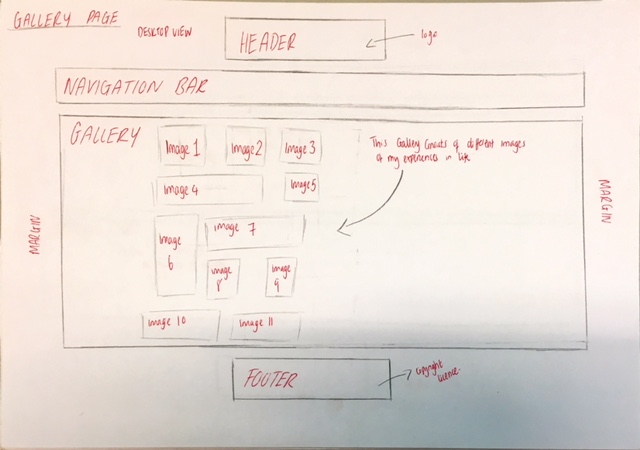 GALLERY PAGE
DESKTOP VIEW
HEADER
logo
NAVIGATION BAR
GALLERY
Image 1
Image 2
Image 3
This Gallery Consists of different images
of my experiences in life
Image 4
Image 5
MARGIN
MARGIN
Image
6
image 7
image
8
image
9
image 10
image 11
FOOTER
copyright
licence.